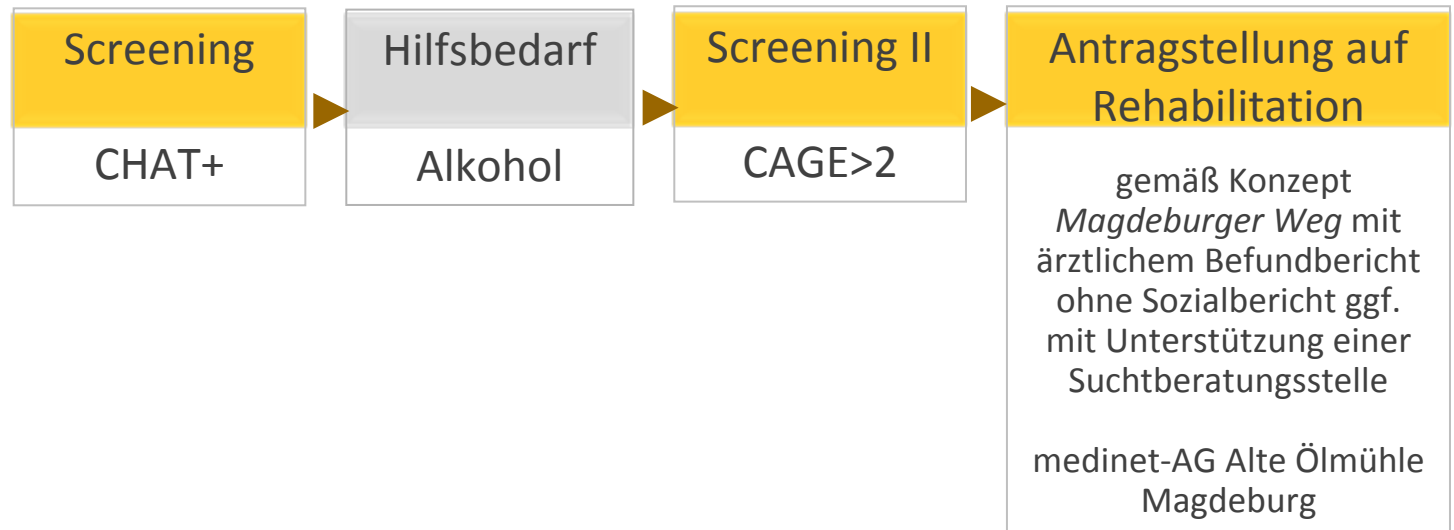 Screening
CHAT+
Hilfsbedarf
Alkohol
Screening II
CAGE>2
Antragstellung auf
Rehabilitation
gemäß Konzept
Magdeburger Weg mit
ärztlichem Befundbericht
ohne Sozialbericht ggf.
mit Unterstützung einer
Suchtberatungsstelle
medinet-AG Alte Ölmühle
Magdeburg